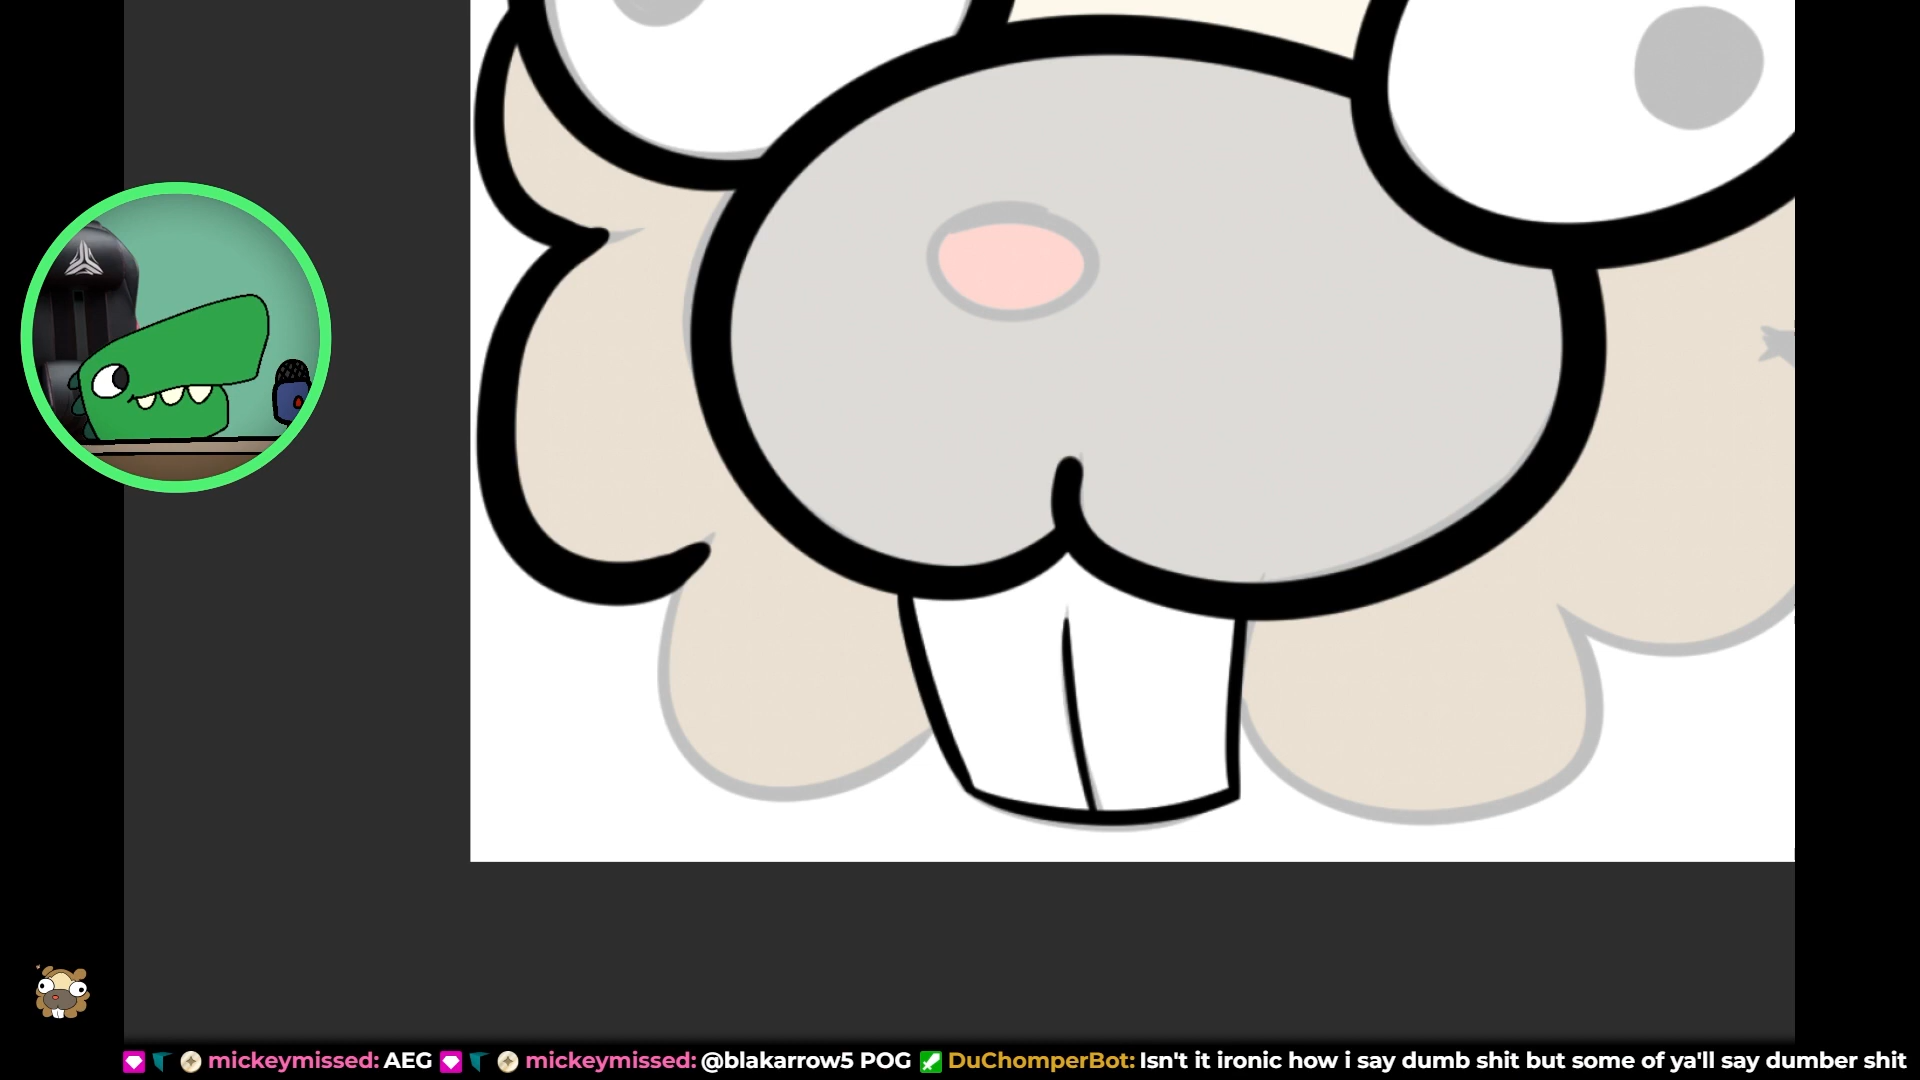 mickeymissed: AEG mickeymissed: @blakarrow5 POG DuChomperBot: Isn't it ironic how i say dumb shit but some of ya'll say dumber shit